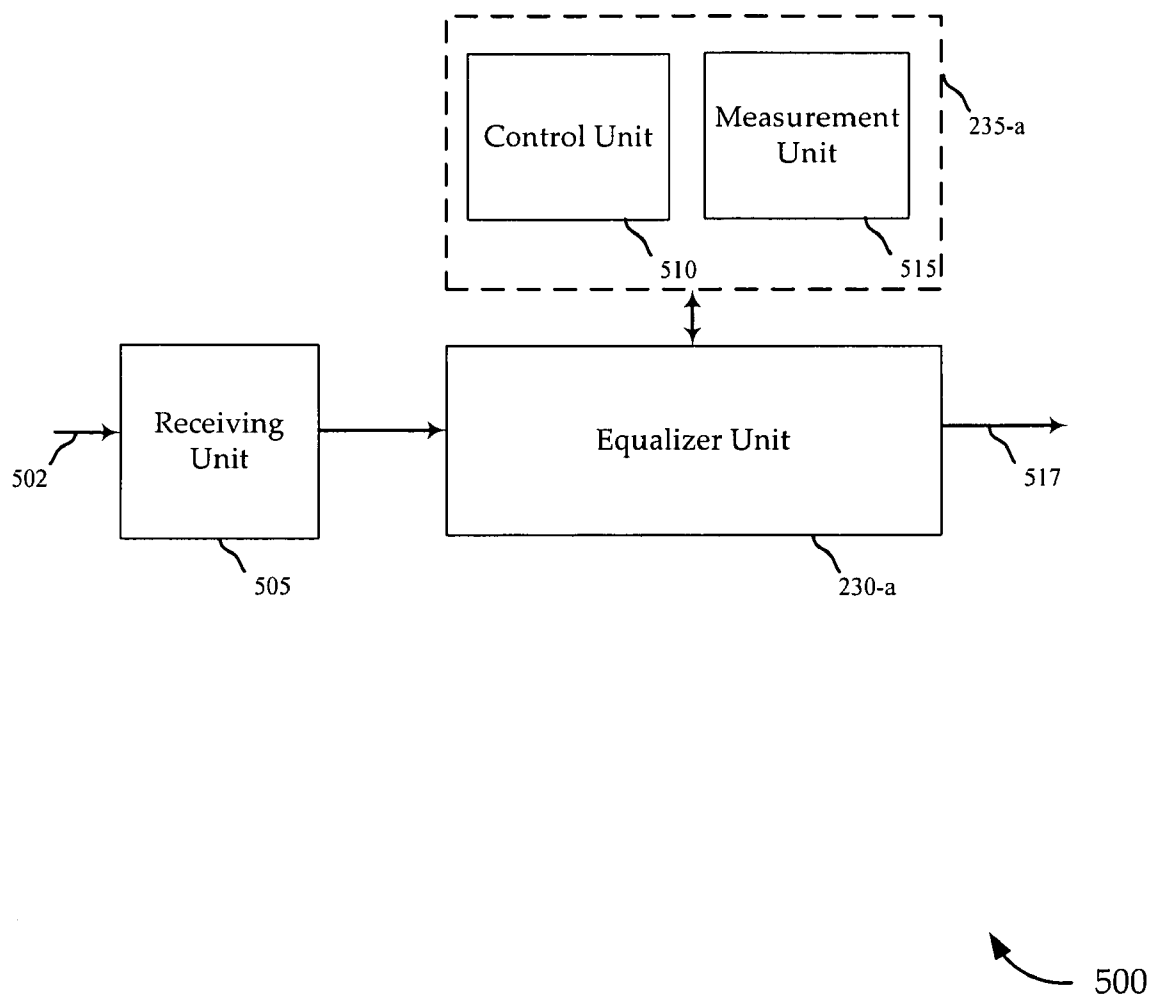 Control Unit
Measurement
Unit
235-a
510
515
Receiving
Unit
Equalizer Unit
502
517
505
230-a
500